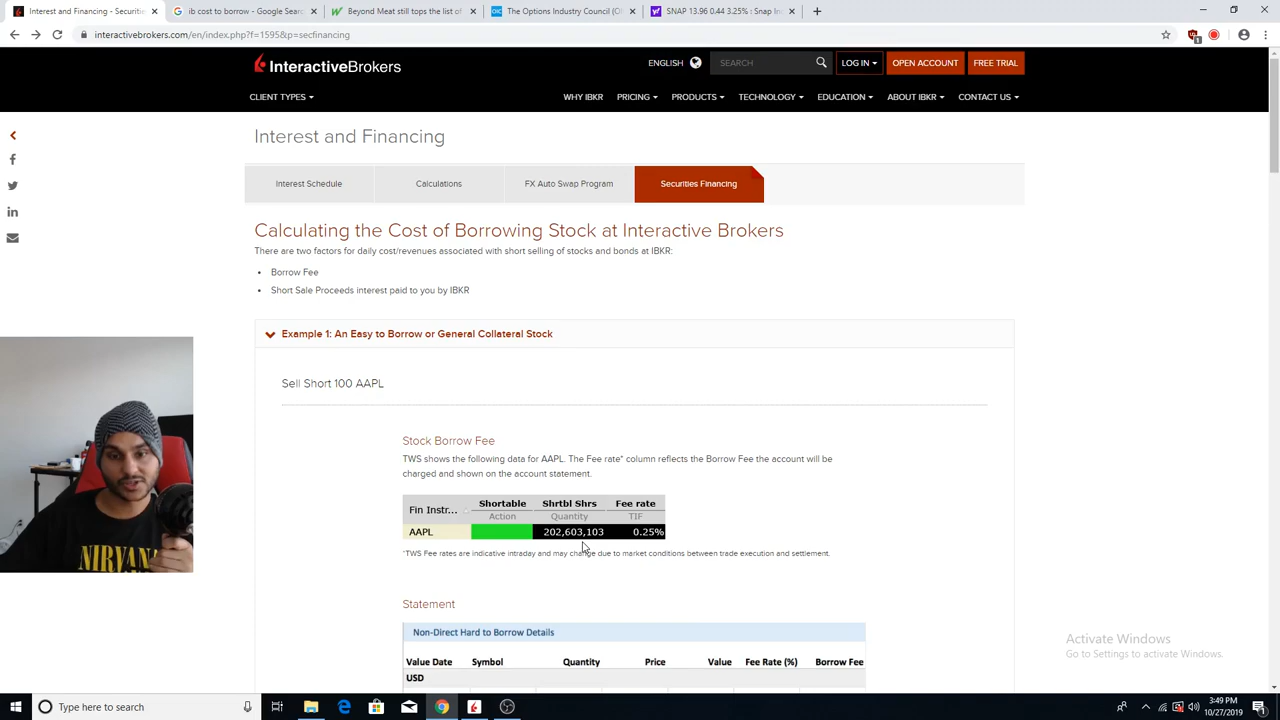 Interactive Brokers - Securities F
ib cost to borrow - Google Searc
Beyond Meat still tops the list of
The Options Industry Council (O
SNAP 13.96 0.44 3.25% : Snap Inc
interactivebrokers.com/en/index.php?f=1595&p=secfinancing
InteractiveBrokers
ENGLISH
SEARCH
LOG IN
OPEN ACCOUNT
FREE TRIAL
CLIENT TYPES
WHY IBKR
PRICING
PRODUCTS
TECHNOLOGY
EDUCATION
ABOUT IBKR
CONTACT US
Interest and Financing
Interest Schedule
Calculations
FX Auto Swap Program
Securities Financing
Calculating the Cost of Borrowing Stock at Interactive Brokers
There are two factors for daily cost/revenues associated with short selling of stocks and bonds at IBKR:
• Borrow Fee
• Short Sale Proceeds interest paid to you by IBKR
Example 1: An Easy to Borrow or General Collateral Stock
Sell Short 100 AAPL
Stock Borrow Fee
TWS shows the following data for AAPL. The Fee rate* column reflects the Borrow Fee the account will be
charged and shown on the account statement.
Fin Instr... Shortable Shrtbl Shrs Fee rate
Action Quantity TIF
AAPL 202,603,103 0.25%
*TWS Fee rates are indicative intraday and may change due to market conditions between trade execution and settlement.
Statement
Non-Direct Hard to Borrow Details
Value Date Symbol Quantity Price Value Fee Rate (%) Borrow Fee
USD
NIRVANA
Activate Windows
Go to Settings to activate Windows.
Type here to search
3:49 PM
10/27/2019